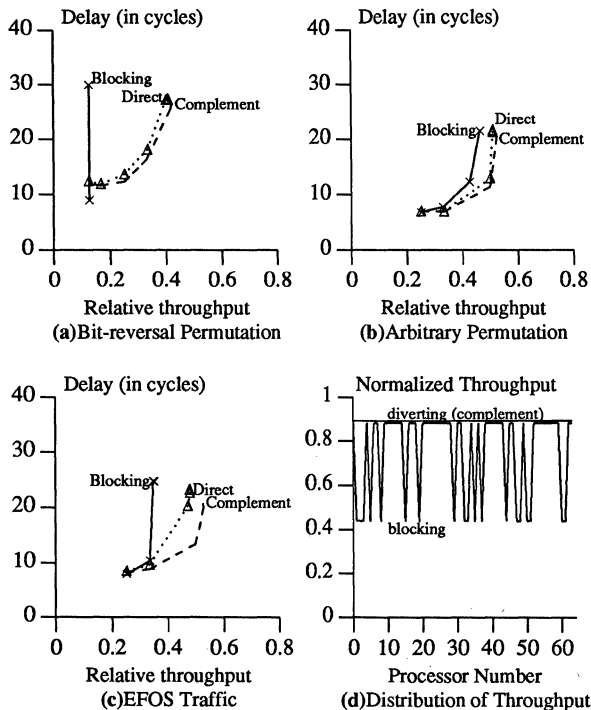 Delay (in cycles)
40
30
20
10
0
Blocking
Direct
Complement
0 0.2 0.4 0.6 0.8
Relative throughput
(a)Bit-reversal Permutation
Delay (in cycles)
40
30
20
10
0
Blocking
Direct
Complement
0 0.2 0.4 0.6 0.8
Relative throughput
(b)Arbitrary Permutation
Delay (in cycles)
40
30
20
10
0
Blocking
Direct
Complement
0 0.2 0.4 0.6 0.8
Relative throughput
(c)EFOS Traffic
Normalized Throughput
1
0.8
0.6
0.4
0.2
0
diverting (complement)
blocking
0 10 20 30 40 50 60
Processor Number
(d)Distribution of Throughput